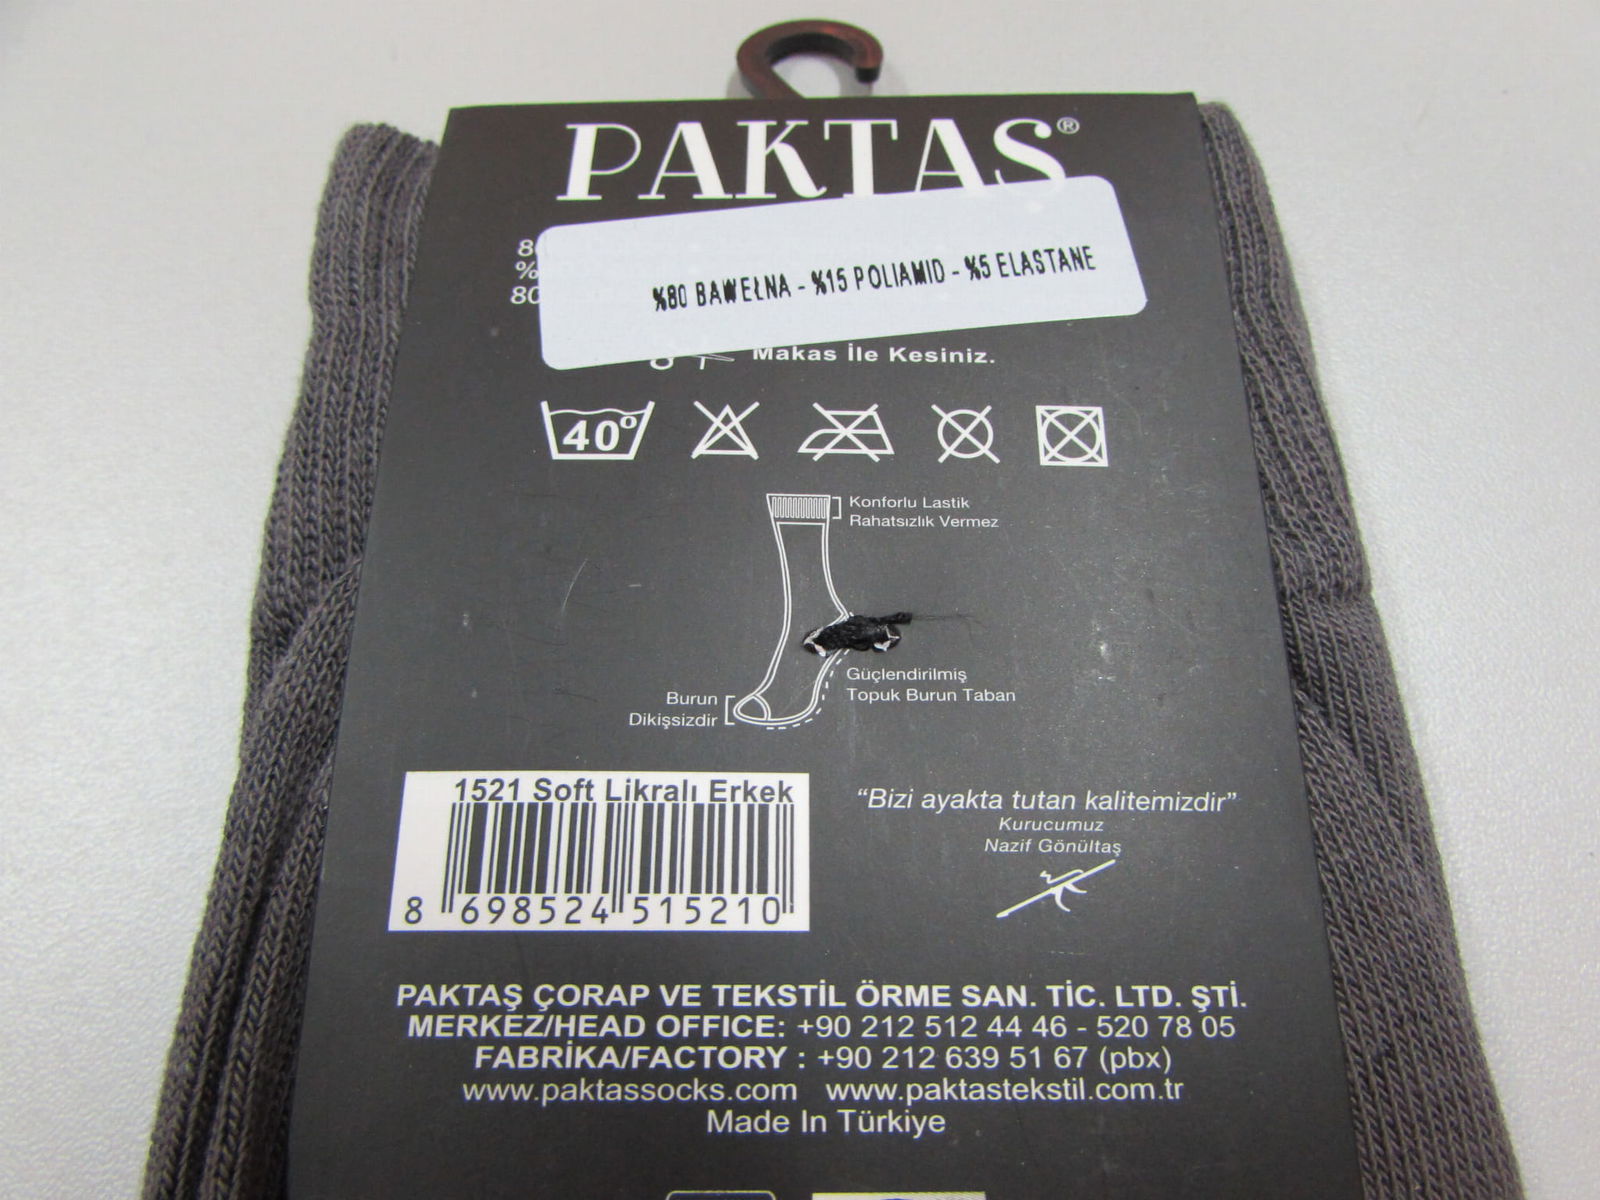 PAKTAS®
80
%
80
%80 BAWEŁNA - %15 POLIAMID - %5 ELASTANE
Makas İle Kesiniz.
40°
Konforlu Lastik
Rahatsızlık Vermez
Güçlendirilmiş
Topuk Burun Taban
Burun
Dikişsizdir
1521 Soft Likralı Erkek
8 698524 515210
“Bizi ayakta tutan kalitemizdir”
Kurucumuz
Nazif Gönültaş
PAKTAŞ ÇORAP VE TEKSTİL ÖRME SAN. TİC. LTD. ŞTİ.
MERKEZ/HEAD OFFICE: +90 212 512 44 46 - 520 78 05
FABRİKA/FACTORY : +90 212 639 51 67 (pbx)
www.paktassocks.com www.paktastekstil.com.tr
Made In Türkiye